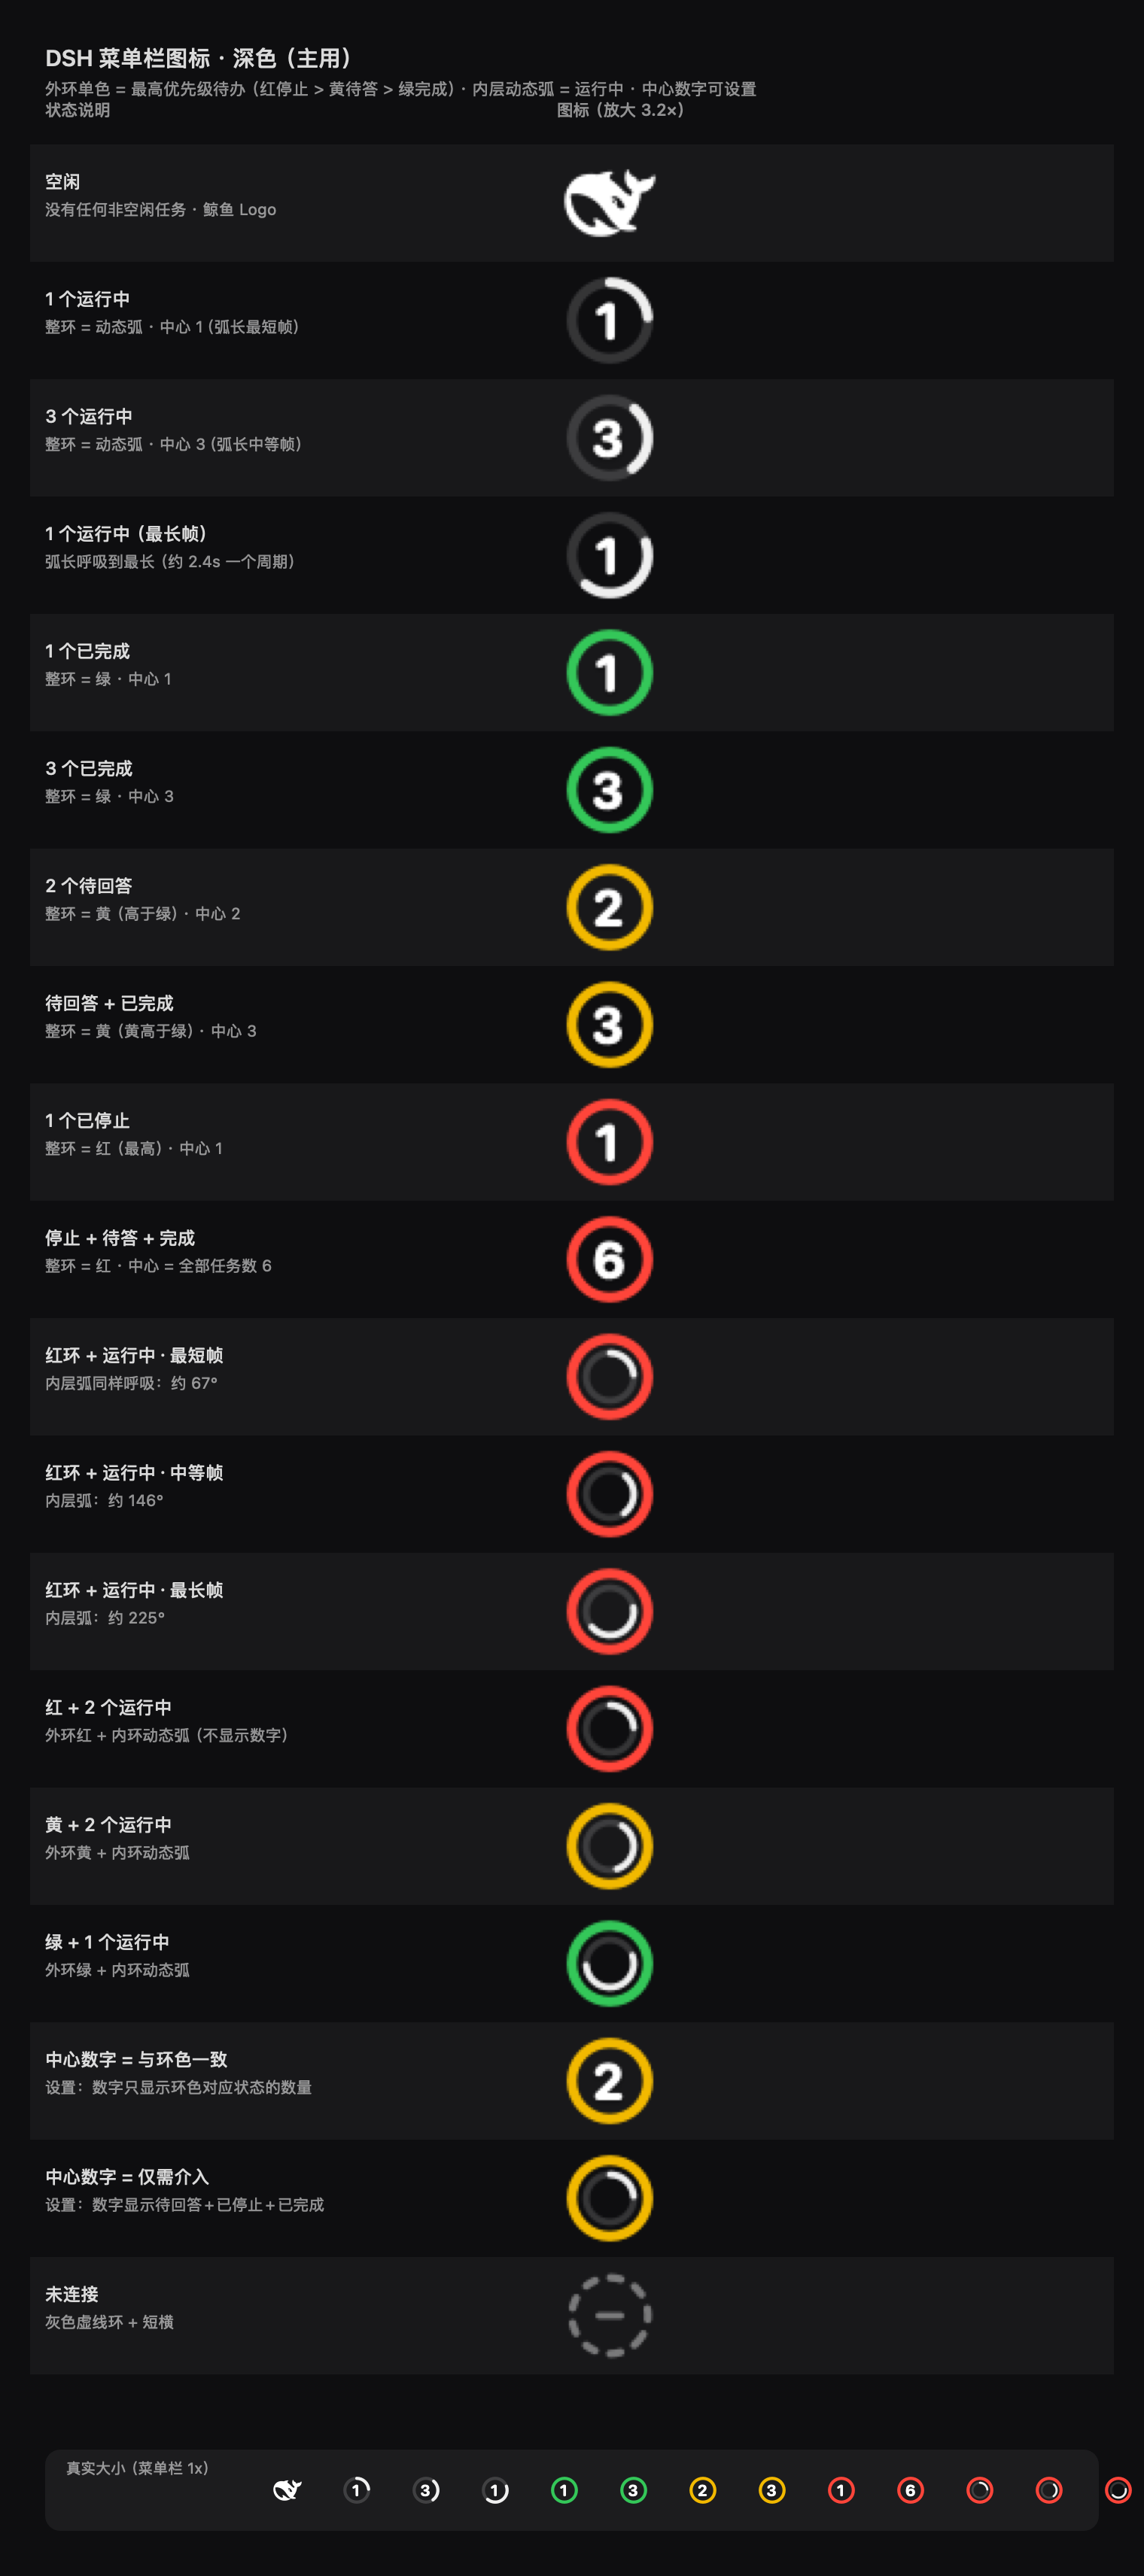 DSH 菜单栏图标 · 深色（主用）
外环单色 = 最高优先级待办（红停止 > 黄待答 > 绿完成）· 内层动态弧 = 运行中 · 中心数字可设置
状态说明
图标（放大 3.2×）
空闲
没有任何非空闲任务 · 鲸鱼 Logo
1 个运行中
整环 = 动态弧 · 中心 1（弧长最短帧）
1
3 个运行中
整环 = 动态弧 · 中心 3（弧长中等帧）
3
1 个运行中（最长帧）
弧长呼吸到最长（约 2.4s 一个周期）
1
1 个已完成
整环 = 绿 · 中心 1
1
3 个已完成
整环 = 绿 · 中心 3
3
2 个待回答
整环 = 黄（高于绿）· 中心 2
2
待回答 + 已完成
整环 = 黄（黄高于绿）· 中心 3
3
1 个已停止
整环 = 红（最高）· 中心 1
1
停止 + 待答 + 完成
整环 = 红 · 中心 = 全部任务数 6
6
红环 + 运行中 · 最短帧
内层弧同样呼吸：约 67°
红环 + 运行中 · 中等帧
内层弧：约 146°
红环 + 运行中 · 最长帧
内层弧：约 225°
红 + 2 个运行中
外环红 + 内环动态弧（不显示数字）
黄 + 2 个运行中
外环黄 + 内环动态弧
绿 + 1 个运行中
外环绿 + 内环动态弧
中心数字 = 与环色一致
设置：数字只显示环色对应状态的数量
2
中心数字 = 仅需介入
设置：数字显示待回答+已停止+已完成
未连接
灰色虚线环 + 短横
真实大小（菜单栏 1x）
1 3 1 1 3 2 3 1 6